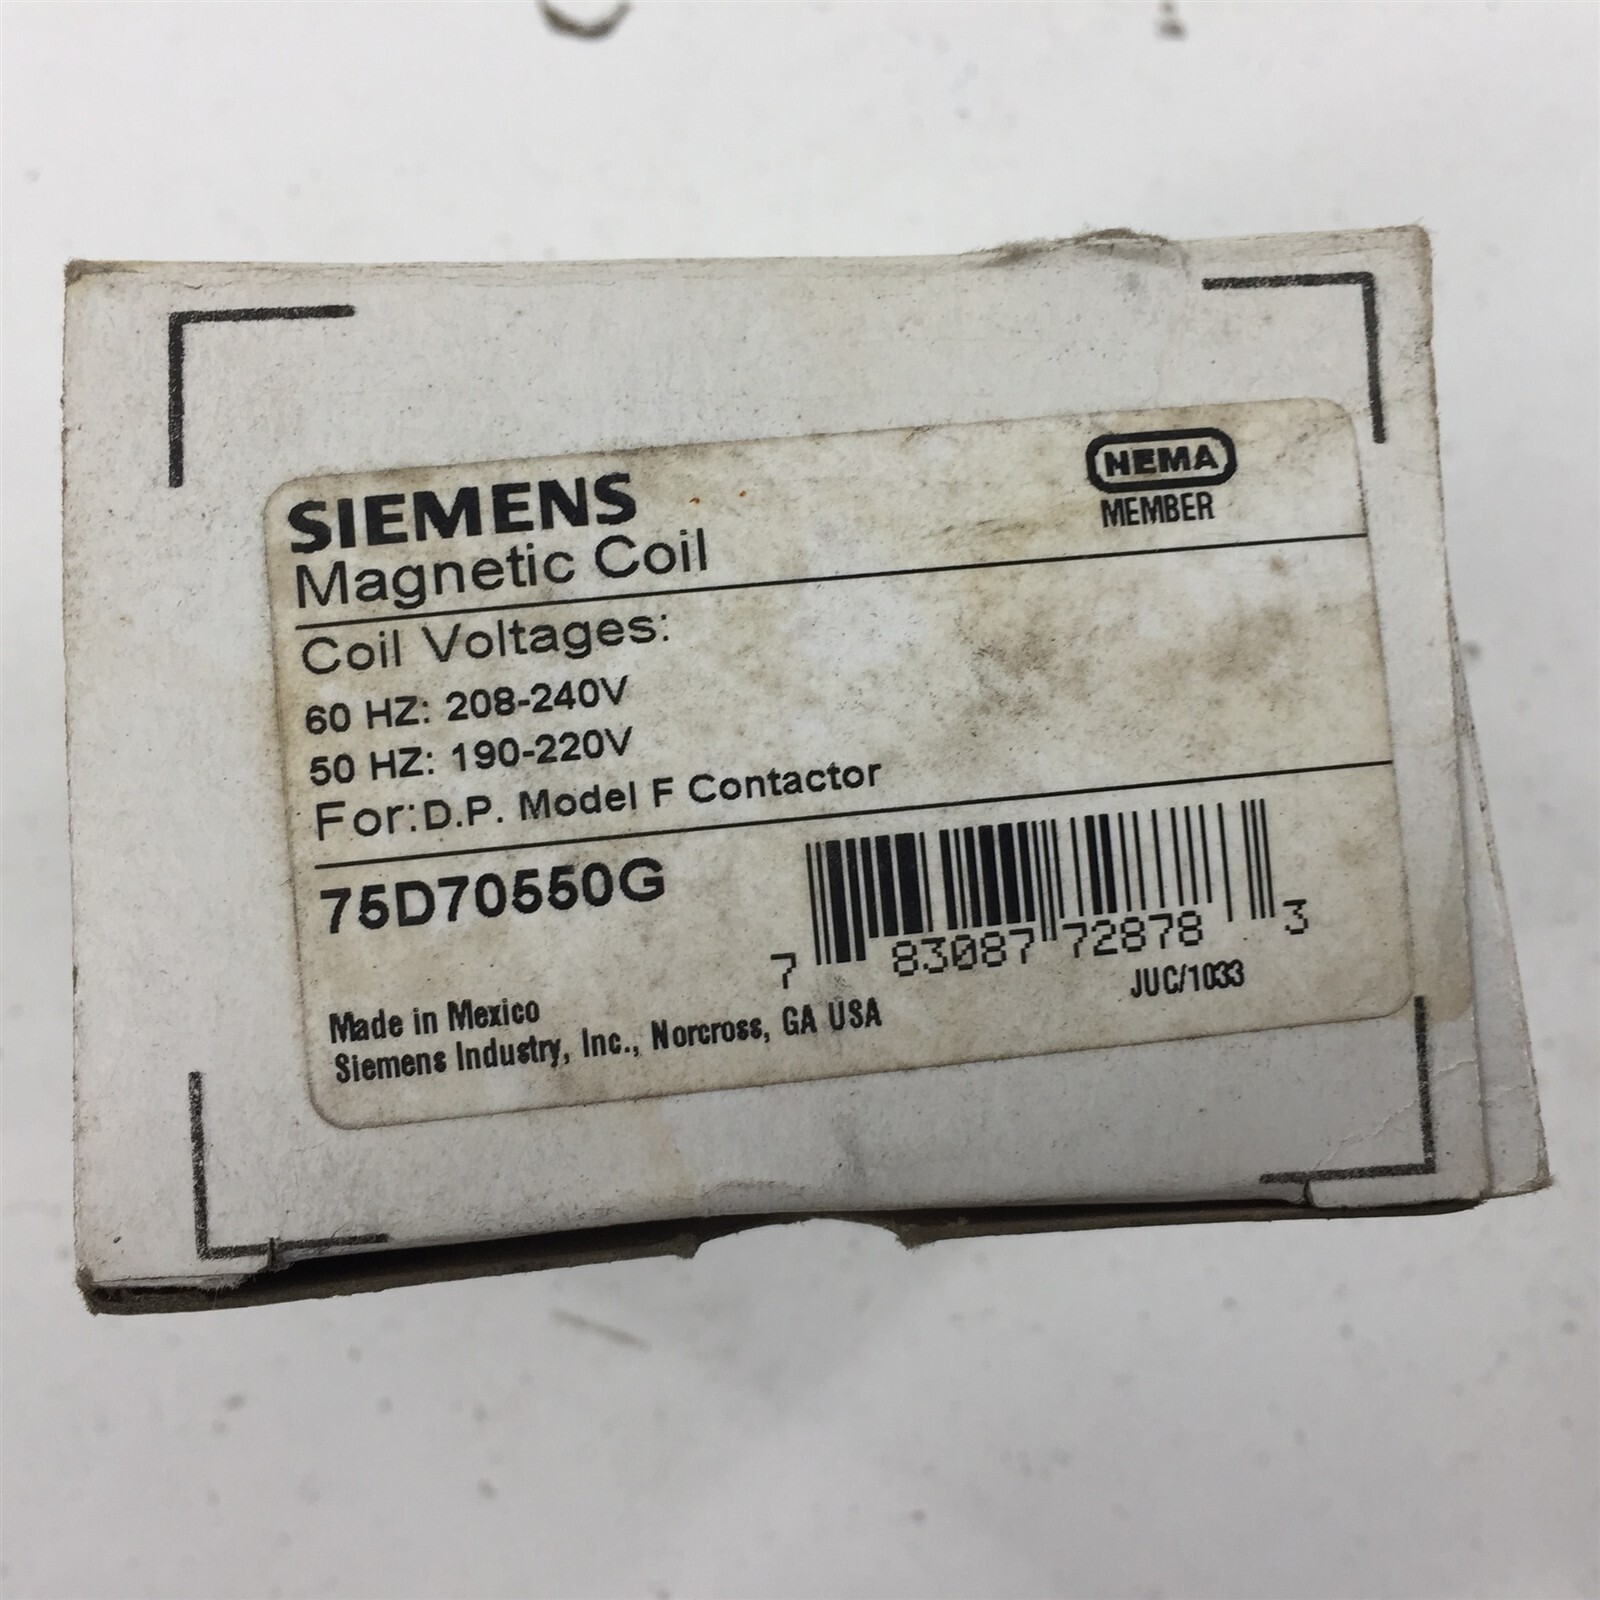 SIEMENS
NEMA
MEMBER
Magnetic Coil
Coil Voltages:
60 HZ: 208-240V
50 HZ: 190-220V
For:D.P. Model F Contactor
75D70550G
7 83087 72878 3
JUC/1033
Made in Mexico
Siemens Industry, Inc., Norcross, GA USA